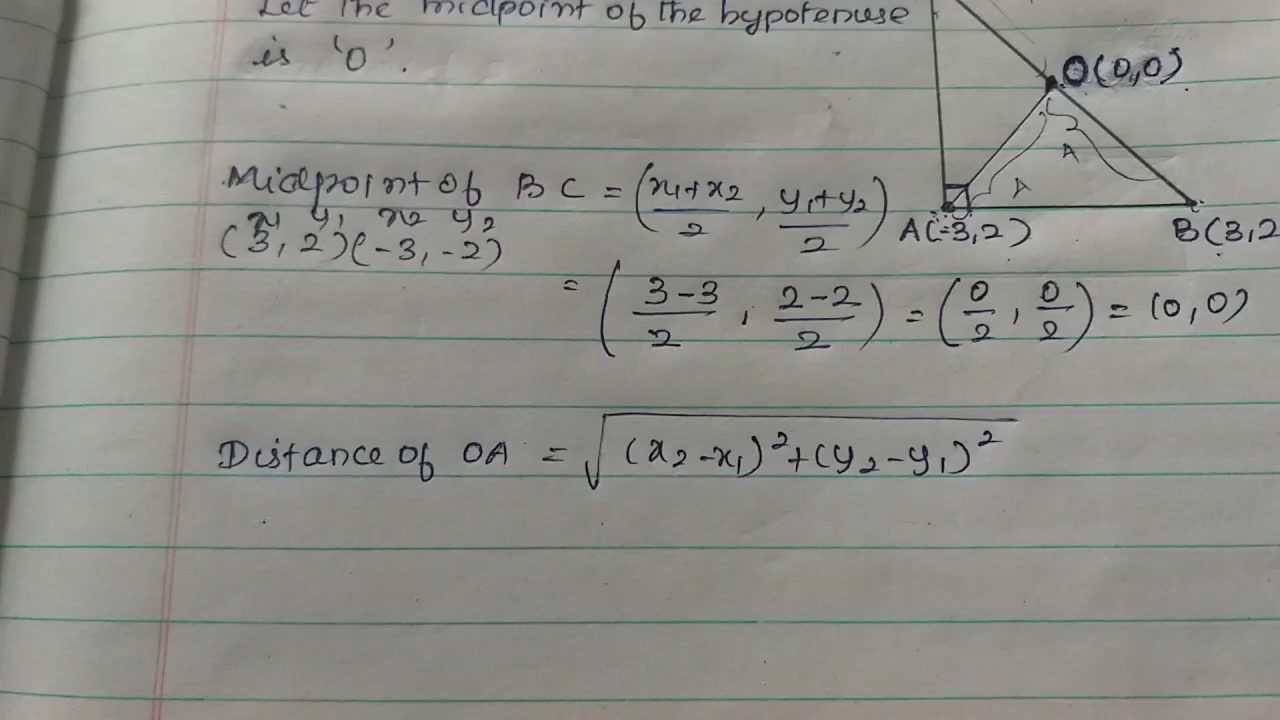 Let the midpoint of the hypotenuse
is 'O'.
O(0,0)
Midpoint of BC = (x₁+x₂/2, y₁+y₂/2)
x₁ y₁ x₂ y₂
(3, 2)(-3, -2)
A(-3,2)
B(3,2
= (3-3/2, 2-2/2) = (0/2, 0/2) = (0,0)
Distance of OA = √(x₂-x₁)²+(y₂-y₁)²